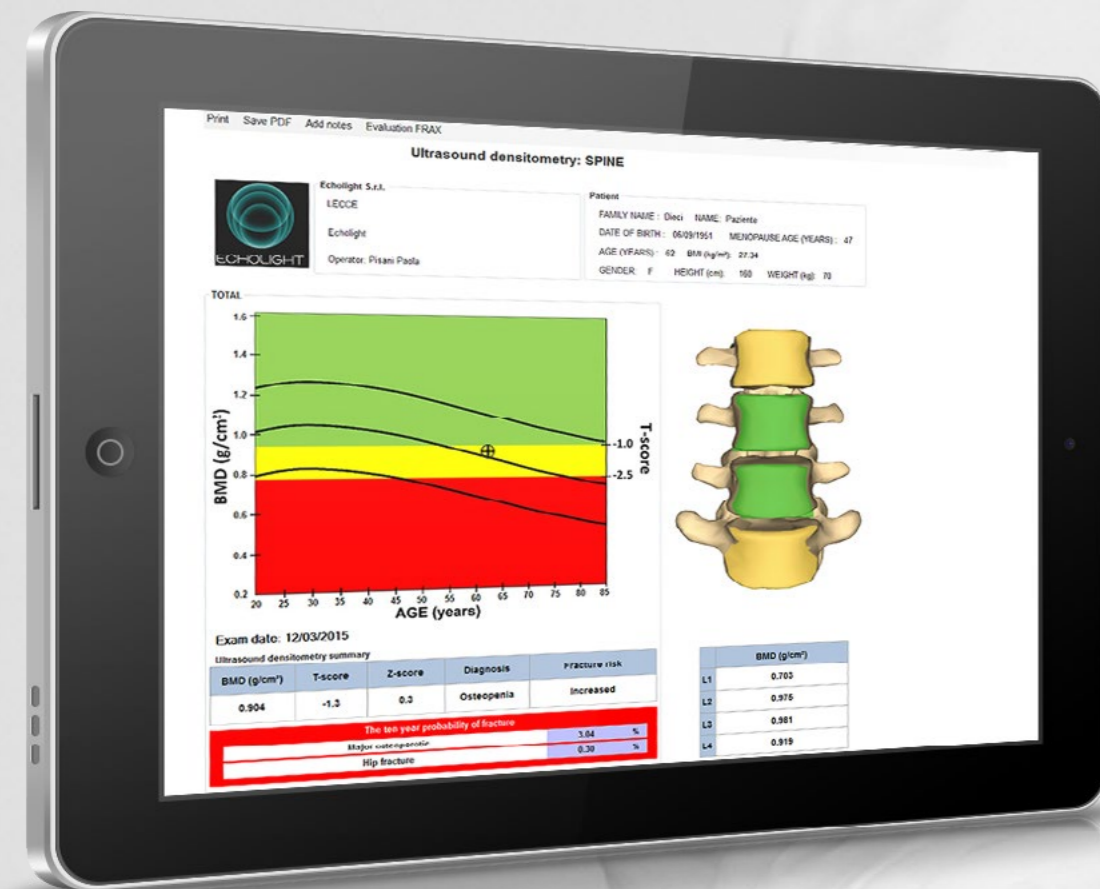 Print Save PDF Add notes Evaluation FRAX
Ultrasound densitometry: SPINE
ECHOLIGHT
Echolight S.r.l.
LECCE
Echolight
Operator: Pisani Paola
Patient
FAMILY NAME : Dieci NAME: Paziente
DATE OF BIRTH : 06/09/1951 MENOPAUSE AGE (YEARS) : 47
AGE (YEARS) : 62 BMI (kg/m²): 27.34
GENDER: F HEIGHT (cm): 160 WEIGHT (kg): 70
TOTAL
BMD (g/cm²)
1.6
1.4
1.2
1.0
0.8
0.6
0.4
0.2
-1.0
-2.5
T-score
20 25 30 35 40 45 50 55 60 65 70 75 80 85
AGE (years)
Exam date: 12/03/2015
Ultrasound densitometry summary
BMD (g/cm²) T-score Z-score Diagnosis Fracture risk
0.904 -1.3 0.3 Osteopenia Increased
The ten year probability of fracture
Major osteoporotic 3.04 %
Hip fracture 0.30 %
BMD (g/cm²)
L1 0.703
L2 0.975
L3 0.981
L4 0.919